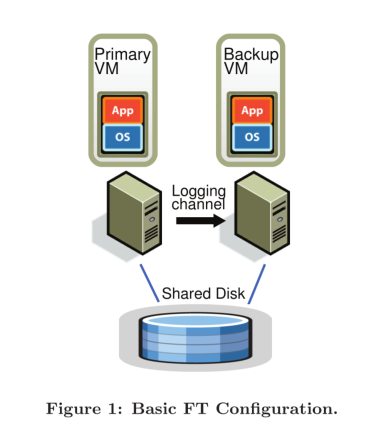 Primary
VM
Backup
VM
App
OS
App
OS
Logging
channel
Shared Disk
Figure 1: Basic FT Configuration.